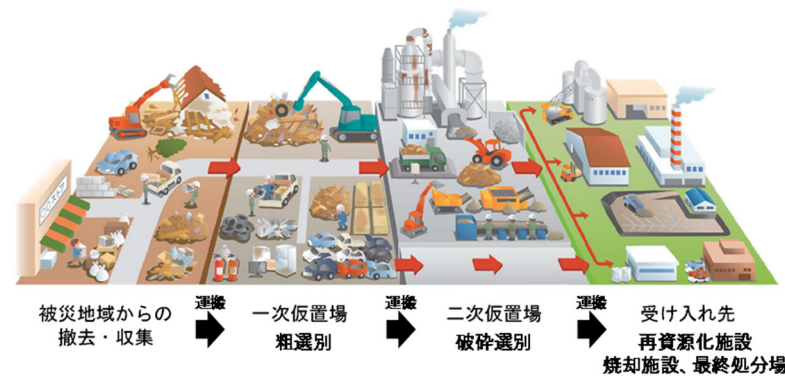 被災地域からの
撤去・収集
運搬
一次仮置場
粗選別
運搬
二次仮置場
破砕選別
運搬
受け入れ先
再資源化施設
焼却施設、最終処分場